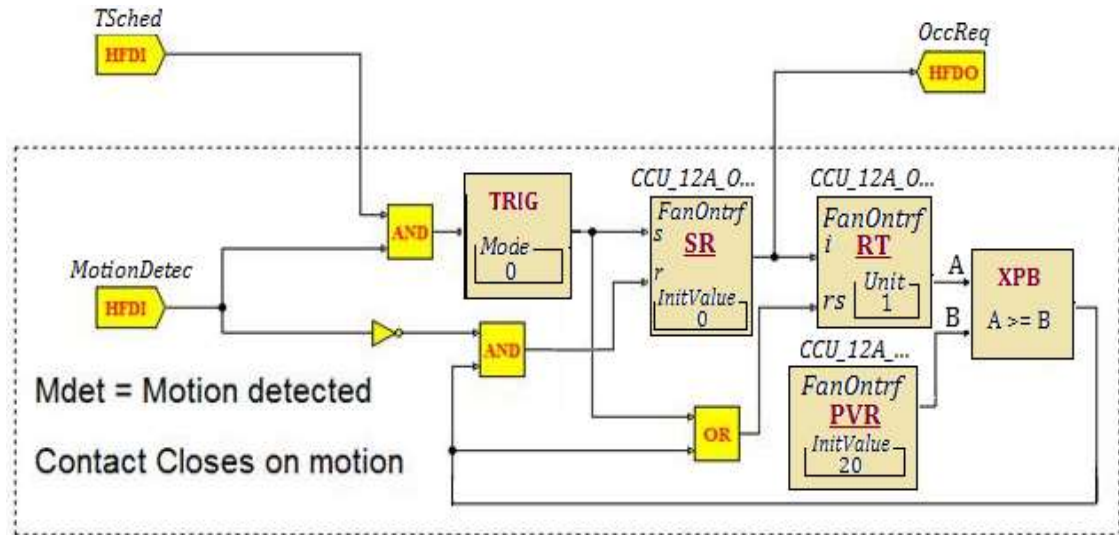 TSched
HFDI
OccReq
HFDO
MotionDetec
HFDI
AND
TRIG
Mode
0
CCU_12A_O...
FanOntrf
s
SR
r
InitValue
0
CCU_12A_O...
FanOntrf
i
RT
Unit
1
rs
A
B
XPB
A >= B
AND
CCU_12A_...
FanOntrf
PVR
InitValue
20
OR
Mdet = Motion detected
Contact Closes on motion